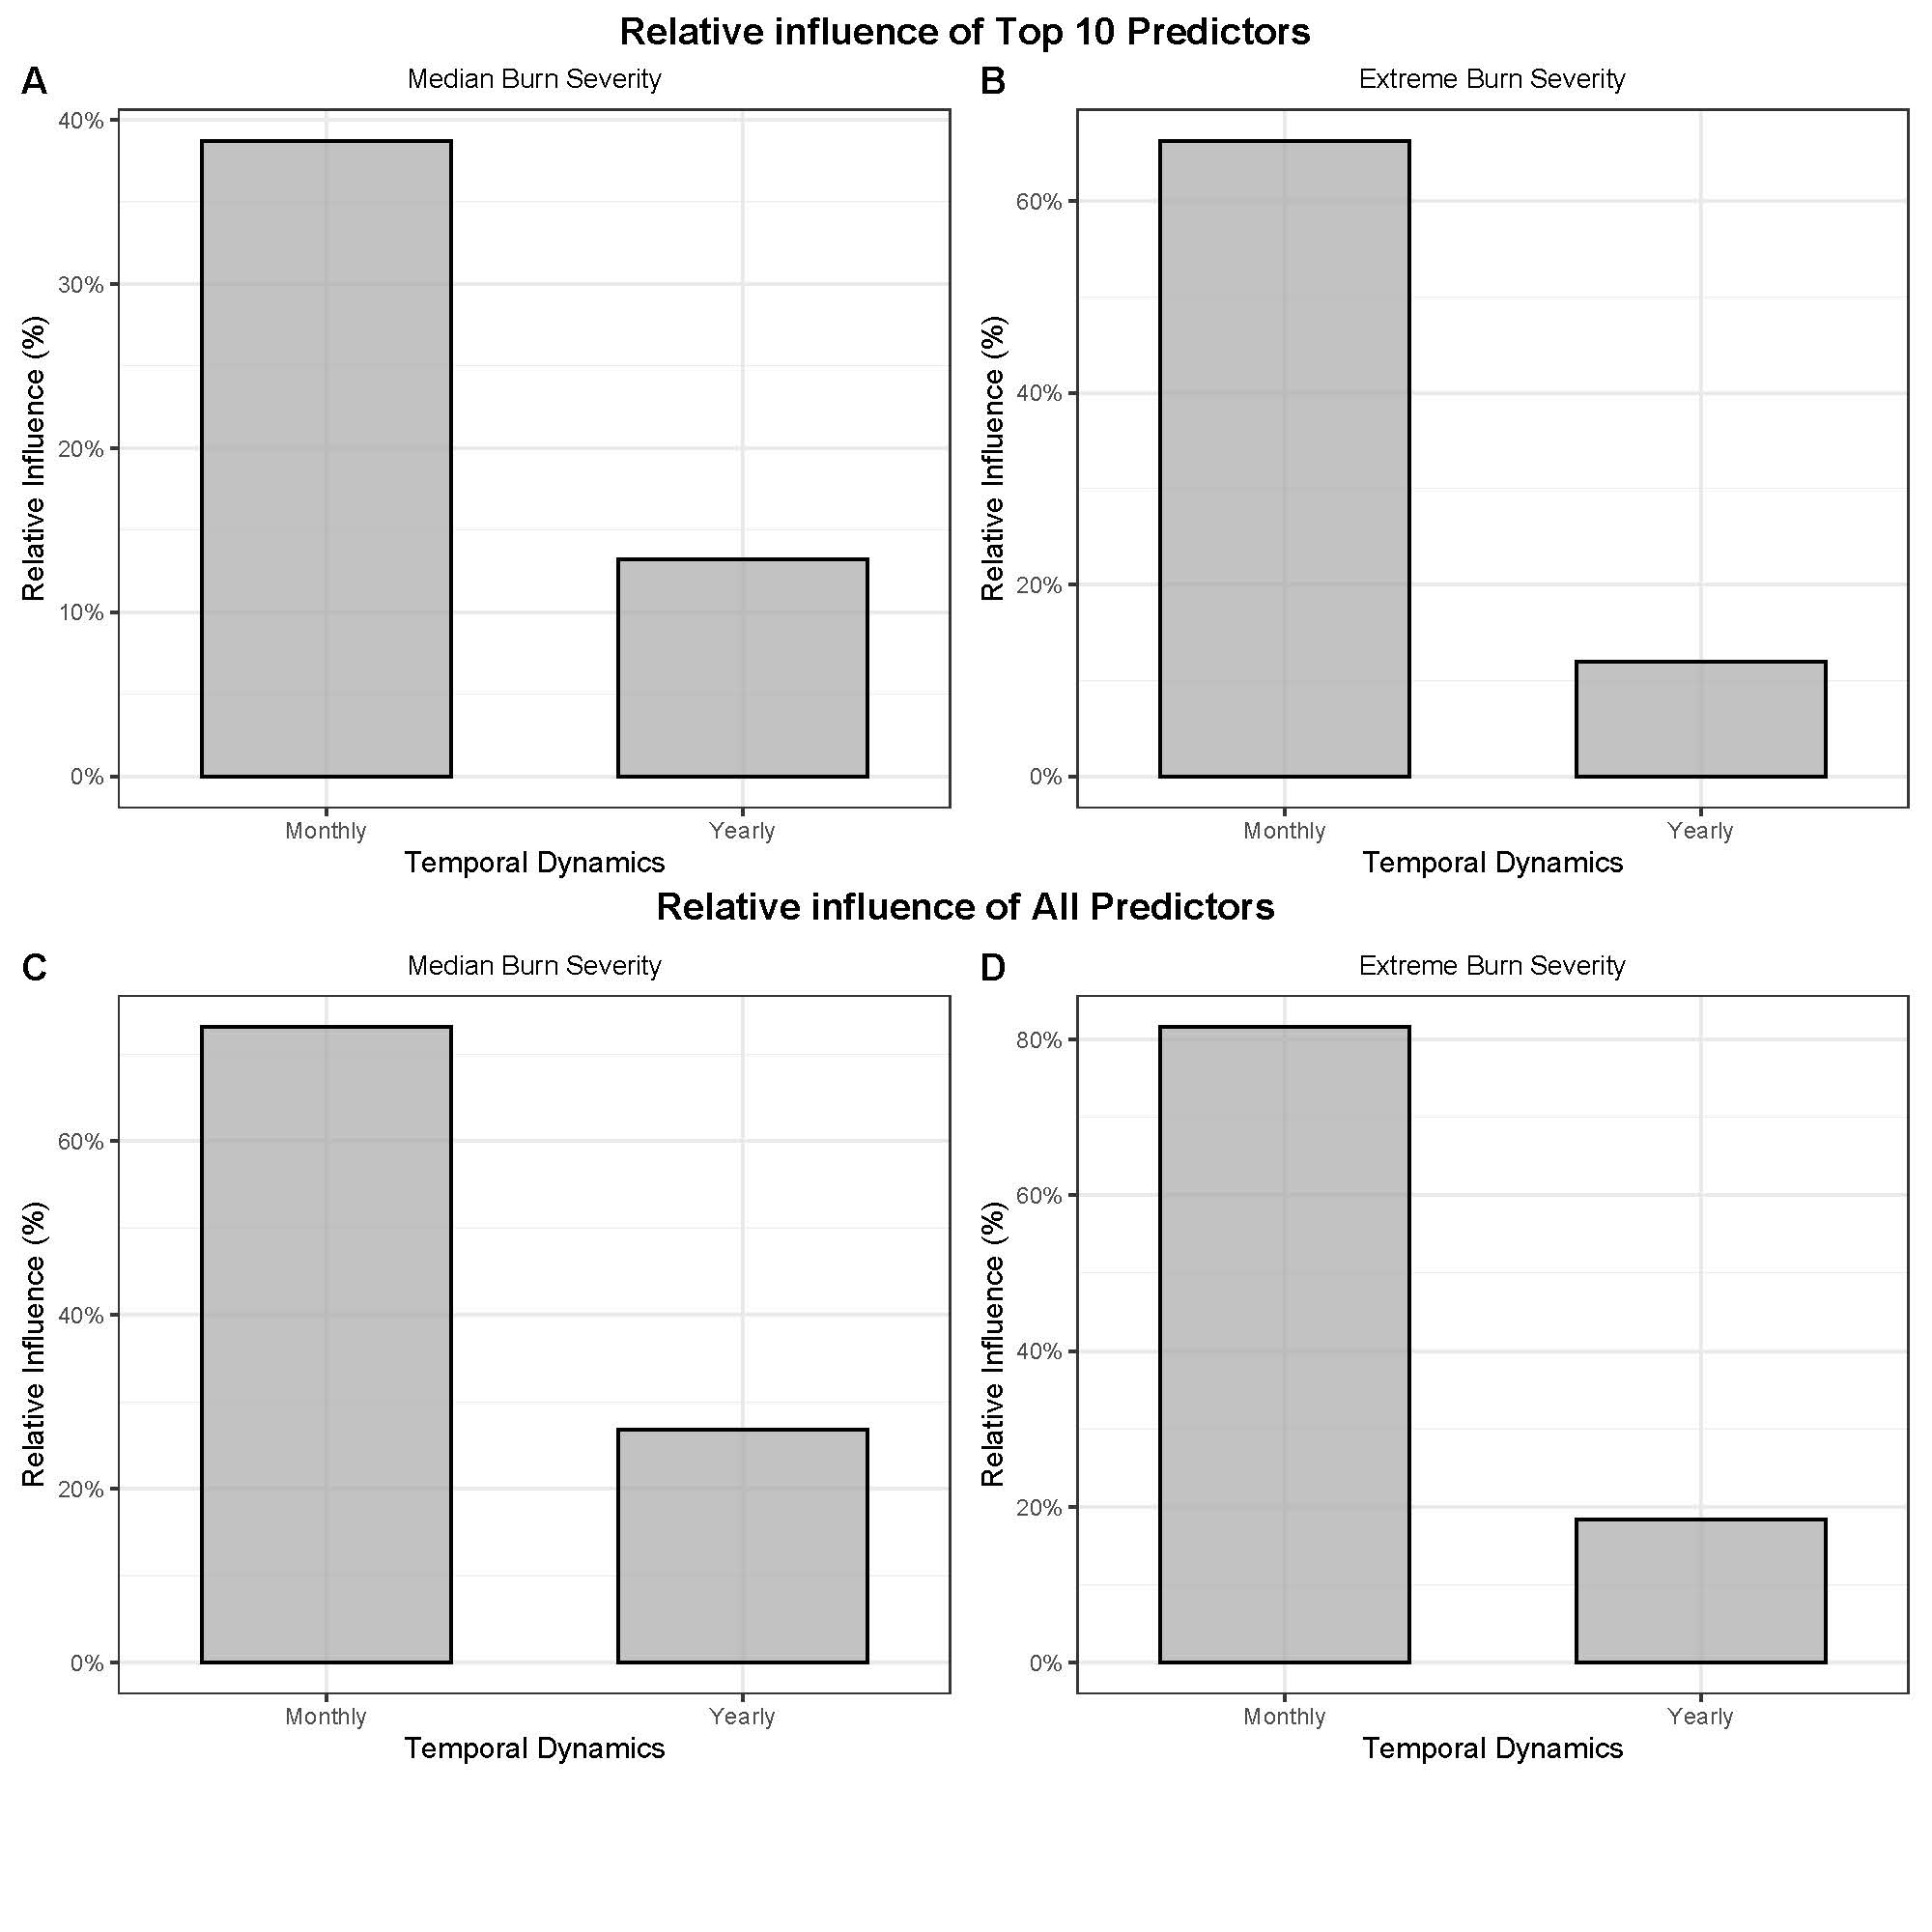 Relative influence of Top 10 Predictors
A
Median Burn Severity
40%
30%
20%
10%
0%
Relative Influence (%)
Monthly
Yearly
Temporal Dynamics
B
Extreme Burn Severity
60%
40%
20%
0%
Relative Influence (%)
Monthly
Yearly
Temporal Dynamics
Relative influence of All Predictors
C
Median Burn Severity
60%
40%
20%
0%
Relative Influence (%)
Monthly
Yearly
Temporal Dynamics
D
Extreme Burn Severity
80%
60%
40%
20%
0%
Relative Influence (%)
Monthly
Yearly
Temporal Dynamics